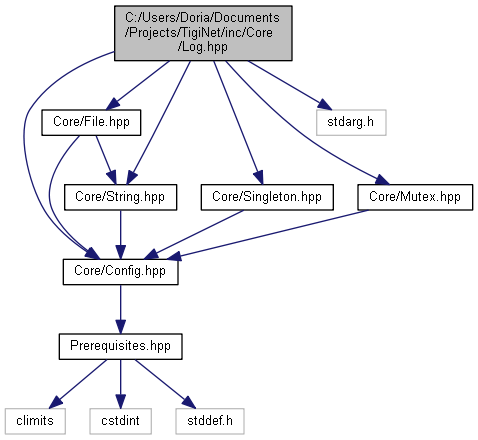 C:/Users/Doria/Documents
/Projects/TigiNet/inc/Core
/Log.hpp
Core/File.hpp
stdarg.h
Core/String.hpp
Core/Singleton.hpp
Core/Mutex.hpp
Core/Config.hpp
Prerequisites.hpp
climits
cstdint
stddef.h